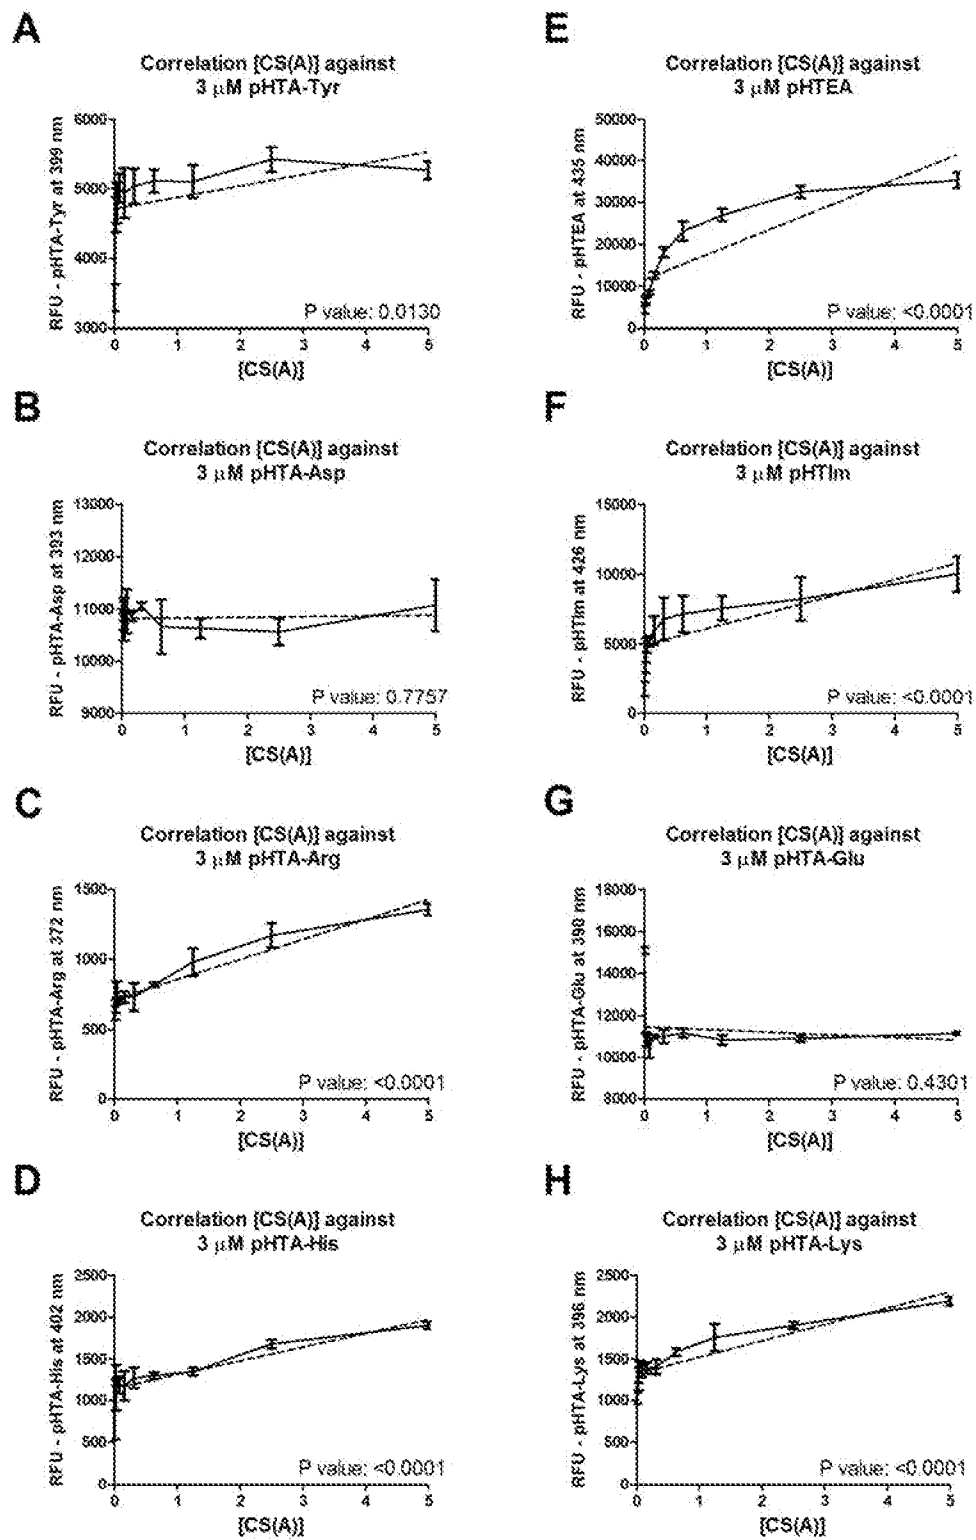 A
Correlation [CS(A)] against
3 µM pHTA-Tyr
RFU - pHTA-Tyr at 399 nm
6000
5000
4000
3000
0 1 2 3 4 5
[CS(A)]
P value: 0.0130
B
Correlation [CS(A)] against
3 µM pHTA-Asp
RFU - pHTA-Asp at 393 nm
13000
12000
11000
10000
9000
0 1 2 3 4 5
[CS(A)]
P value: 0.7757
C
Correlation [CS(A)] against
3 µM pHTA-Arg
RFU - pHTA-Arg at 372 nm
1500
1000
500
0
0 1 2 3 4 5
[CS(A)]
P value: <0.0001
D
Correlation [CS(A)] against
3 µM pHTA-His
RFU - pHTA-His at 402 nm
2500
2000
1500
1000
500
0
0 1 2 3 4 5
[CS(A)]
P value: <0.0001
E
Correlation [CS(A)] against
3 µM pHTEA
RFU - pHTEA at 435 nm
50000
40000
30000
20000
10000
0
0 1 2 3 4 5
[CS(A)]
P value: <0.0001
F
Correlation [CS(A)] against
3 µM pHTIm
RFU - pHTIm at 426 nm
15000
10000
5000
0
0 1 2 3 4 5
[CS(A)]
P value: <0.0001
G
Correlation [CS(A)] against
3 µM pHTA-Glu
RFU - pHTA-Glu at 398 nm
18000
16000
14000
12000
10000
8000
0 1 2 3 4 5
[CS(A)]
P value: 0.4301
H
Correlation [CS(A)] against
3 µM pHTA-Lys
RFU - pHTA-Lys at 396 nm
2500
2000
1500
1000
500
0
0 1 2 3 4 5
[CS(A)]
P value: <0.0001